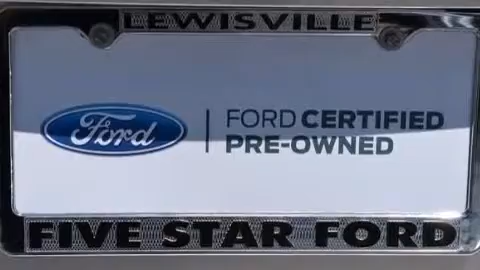 LEWISVILLE
Ford
FORD CERTIFIED
PRE-OWNED
FIVE STAR FORD